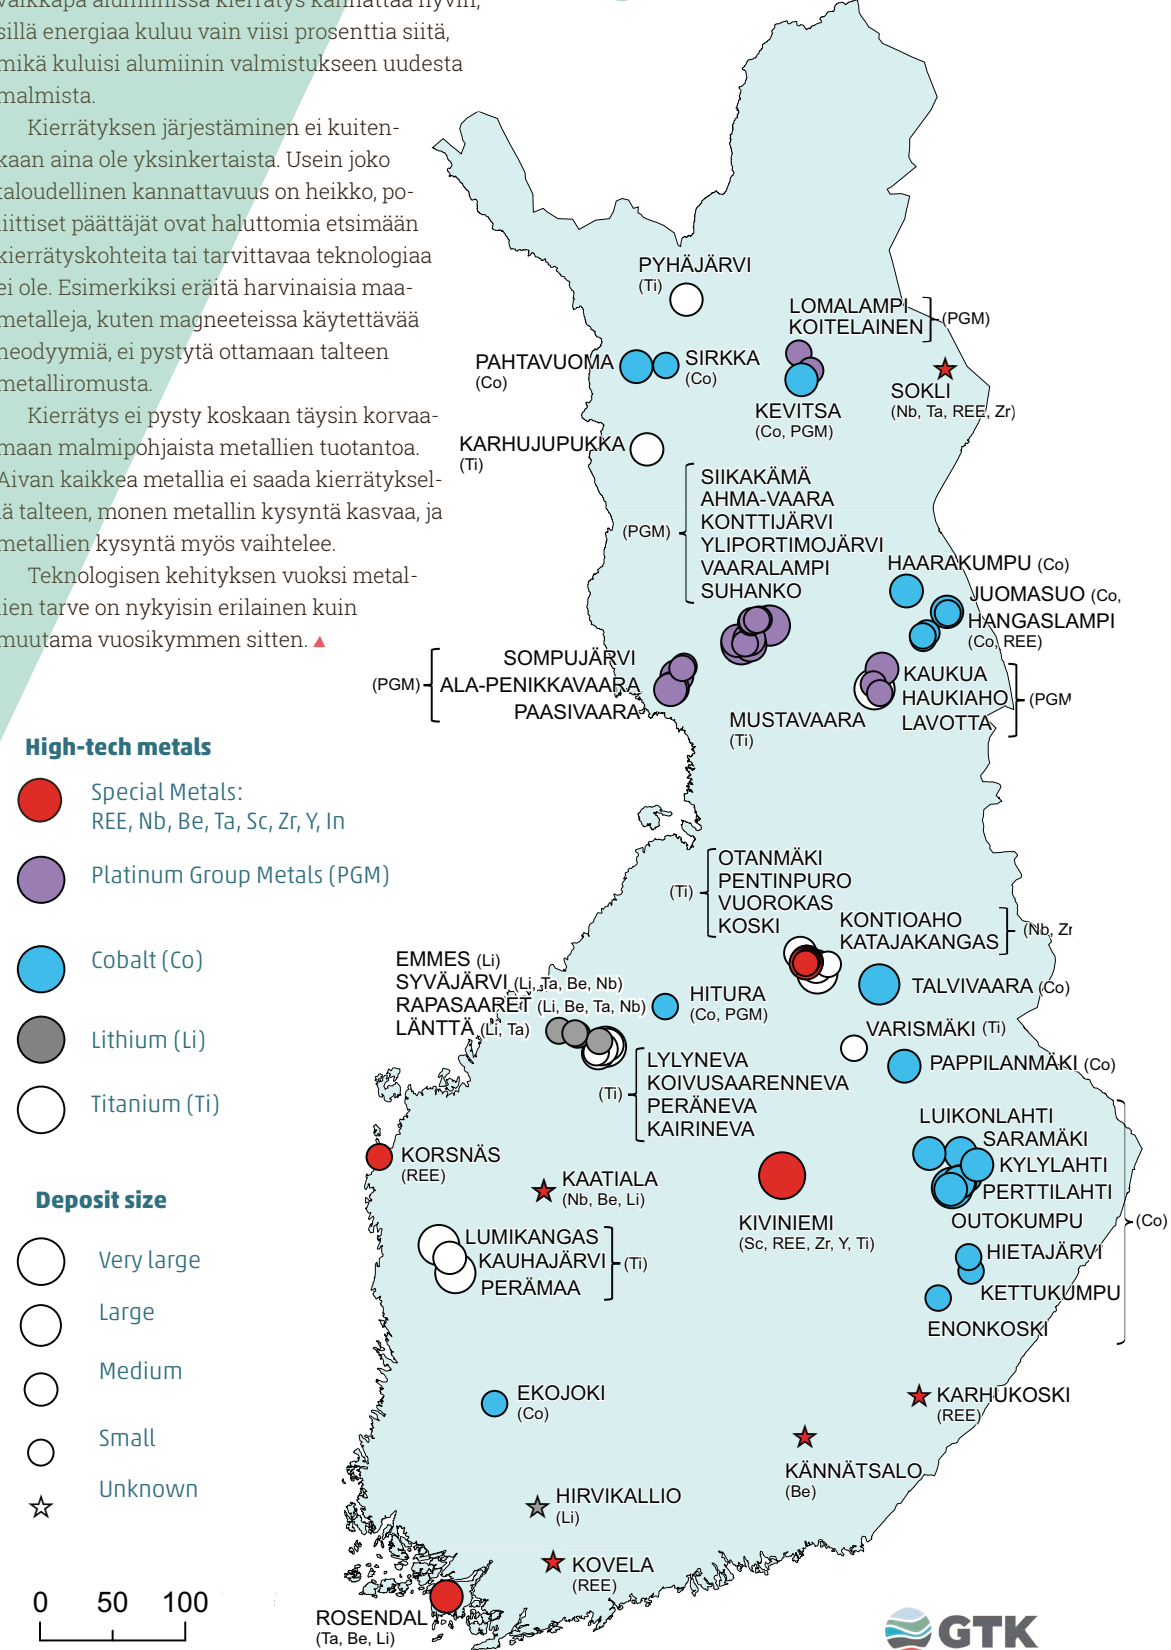 vaikkapa alumiinissa kierrätys kannattaa hyvin,
sillä energiaa kuluu vain viisi prosenttia siitä,
mikä kuluisi alumiinin valmistukseen uudesta
malmista.
Kierrätyksen järjestäminen ei kuiten-
kaan aina ole yksinkertaista. Usein joko
taloudellinen kannattavuus on heikko, po-
liittiset päättäjät ovat haluttomia etsimään
kierrätyskohteita tai tarvittavaa teknologiaa
ei ole. Esimerkiksi eräitä harvinaisia maa-
metalleja, kuten magneeteissa käytettävää
neodyymiä, ei pystytä ottamaan talteen
metalliromusta.
Kierrätys ei pysty koskaan täysin korvaa-
maan malmipohjaista metallien tuotantoa.
Aivan kaikkea metallia ei saada kierrätyksel-
lä talteen, monen metallin kysyntä kasvaa, ja
metallien kysyntä myös vaihtelee.
Teknologisen kehityksen vuoksi metal-
lien tarve on nykyisin erilainen kuin
muutama vuosikymmen sitten.
High-tech metals
Special Metals:
REE, Nb, Be, Ta, Sc, Zr, Y, In
Platinum Group Metals (PGM)
Cobalt (Co)
Lithium (Li)
Titanium (Ti)
Deposit size
Very large
Large
Medium
Small
Unknown
0 50 100
PYHÄJÄRVI
(Ti)
LOMALAMPI
KOITELAINEN
(PGM)
PAHTAVUOMA
(Co)
SIRKKA
(Co)
KEVITSA
(Co, PGM)
SOKLI
(Nb, Ta, REE, Zr)
KARHUJUPUKKA
(Ti)
(PGM)
SIIKAKÄMÄ
AHMA-VAARA
KONTTIJÄRVI
YLIPORTIMOJÄRVI
VAARALAMPI
SUHANKO
HAARAKUMPU (Co)
JUOMASUO (Co,
HANGASLAMPI
(Co, REE)
(PGM)
SOMPUJÄRVI
ALA-PENIKKAVAARA
PAASIVAARA
KAUKUA
HAUKIAHO
LAVOTTA
(PGM
MUSTAVAARA
(Ti)
(Ti)
OTANMÄKI
PENTINPURO
VUOROKAS
KOSKI
KONTIOAHO
KATAJAKANGAS
(Nb, Zr
EMMES (Li)
SYVÄJÄRVI (Li, Ta, Be, Nb)
RAPASAARET (Li, Be, Ta, Nb)
LÄNTTÄ (Li, Ta)
HITURA
(Co, PGM)
TALVIVAARA (Co)
VARISMÄKI (Ti)
PAPPILANMÄKI (Co)
(Ti)
LYLYNEVA
KOIVUSAARENNEVA
PERÄNEVA
KAIRINEVA
LUIKONLAHTI
SARAMÄKI
KYLYLAHTI
PERTTILAHTI
OUTOKUMPU
HIETAJÄRVI
KETTUKUMPU
ENONKOSKI
(Co)
KORSNÄS
(REE)
KAATIALA
(Nb, Be, Li)
KIVINIEMI
(Sc, REE, Zr, Y, Ti)
LUMIKANGAS
KAUHAJÄRVI
PERÄMAA
(Ti)
EKOJOKI
(Co)
KARHUKOSKI
(REE)
KÄNNÄTSALO
(Be)
HIRVIKALLIO
(Li)
KOVELA
(REE)
ROSENDAL
(Ta, Be, Li)
GTK